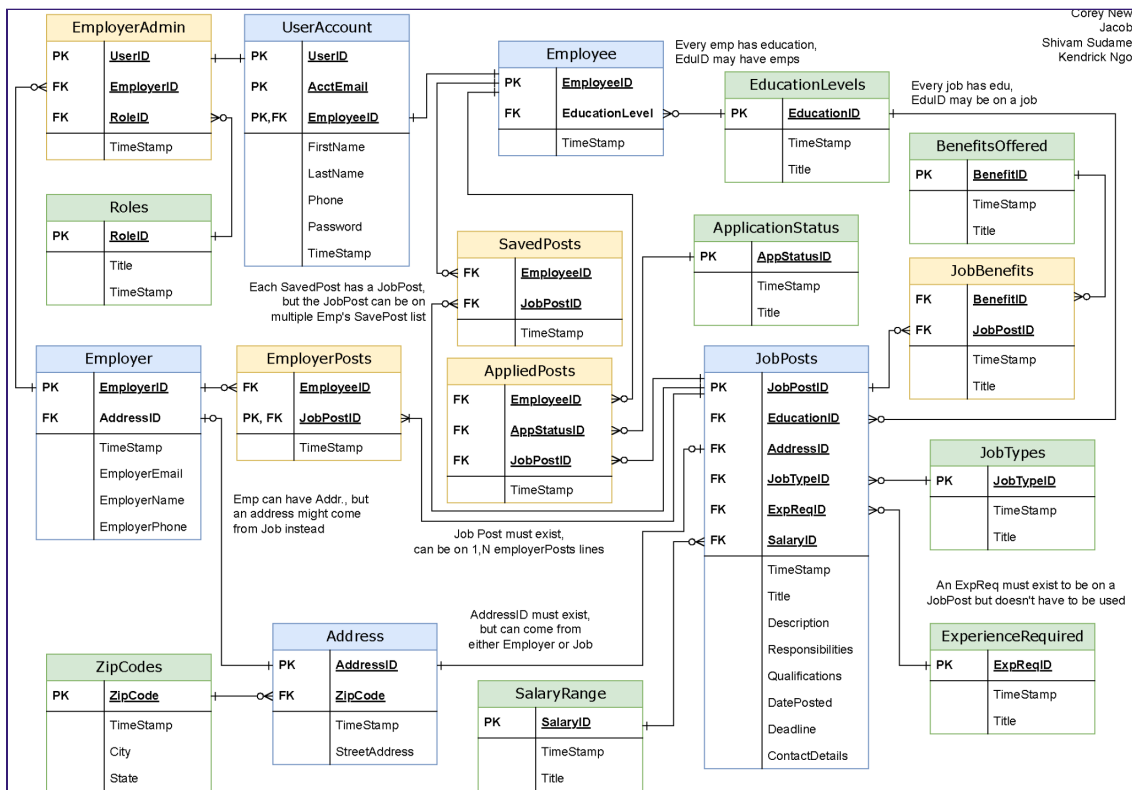 Corey New
Jacob
Shivam Sudame
Kendrick Ngo
EmployerAdmin
PK UserID
FK EmployerID
FK RoleID
TimeStamp
UserAccount
PK UserID
PK AcctEmail
PK,FK EmployeeID
FirstName
LastName
Phone
Password
TimeStamp
Employee
PK EmployeeID
FK EducationLevel
TimeStamp
Every emp has education,
EduID may have emps
EducationLevels
PK EducationID
TimeStamp
Title
Every job has edu,
EduID may be on a job
BenefitsOffered
PK BenefitID
TimeStamp
Title
Roles
PK RoleID
Title
TimeStamp
SavedPosts
FK EmployeeID
FK JobPostID
TimeStamp
ApplicationStatus
PK AppStatusID
TimeStamp
Title
JobBenefits
FK BenefitID
FK JobPostID
TimeStamp
Title
Each SavedPost has a JobPost,
but the JobPost can be on
multiple Emp's SavePost list
Employer
PK EmployerID
FK AddressID
TimeStamp
EmployerEmail
EmployerName
EmployerPhone
EmployerPosts
FK EmployeeID
PK, FK JobPostID
TimeStamp
AppliedPosts
FK EmployeeID
FK AppStatusID
FK JobPostID
TimeStamp
JobPosts
PK JobPostID
FK EducationID
FK AddressID
FK JobTypeID
FK ExpReqID
FK SalaryID
TimeStamp
Title
Description
Responsibilities
Qualifications
DatePosted
Deadline
ContactDetails
JobTypes
PK JobTypeID
TimeStamp
Title
Emp can have Addr., but
an address might come
from Job instead
Job Post must exist,
can be on 1,N employerPosts lines
An ExpReq must exist to be on a
JobPost but doesn't have to be used
AddressID must exist,
but can come from
either Employer or Job
ExperienceRequired
PK ExpReqID
TimeStamp
Title
Address
PK AddressID
FK ZipCode
TimeStamp
StreetAddress
ZipCodes
PK ZipCode
TimeStamp
City
State
SalaryRange
PK SalaryID
TimeStamp
Title